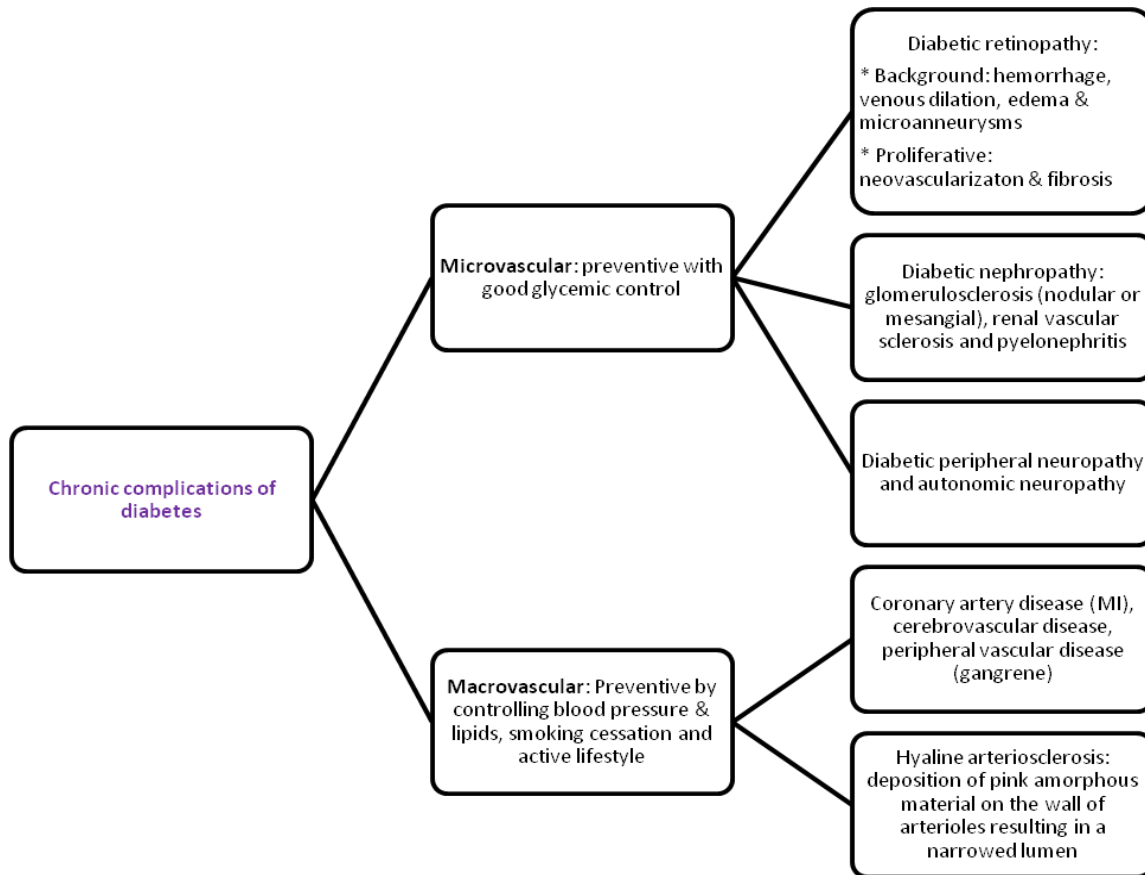 Chronic complications of
diabetes
Microvascular: preventive with
good glycemic control
Diabetic retinopathy:
* Background: hemorrhage,
venous dilation, edema &
microanneurysms
* Proliferative:
neovascularizaton & fibrosis
Diabetic nephropathy:
glomerulosclerosis (nodular or
mesangial), renal vascular
sclerosis and pyelonephritis
Diabetic peripheral neuropathy
and autonomic neuropathy
Macrovascular: Preventive by
controlling blood pressure &
lipids, smoking cessation and
active lifestyle
Coronary artery disease (MI),
cerebrovascular disease,
peripheral vascular disease
(gangrene)
Hyaline arteriosclerosis:
deposition of pink amorphous
material on the wall of
arterioles resulting in a
narrowed lumen